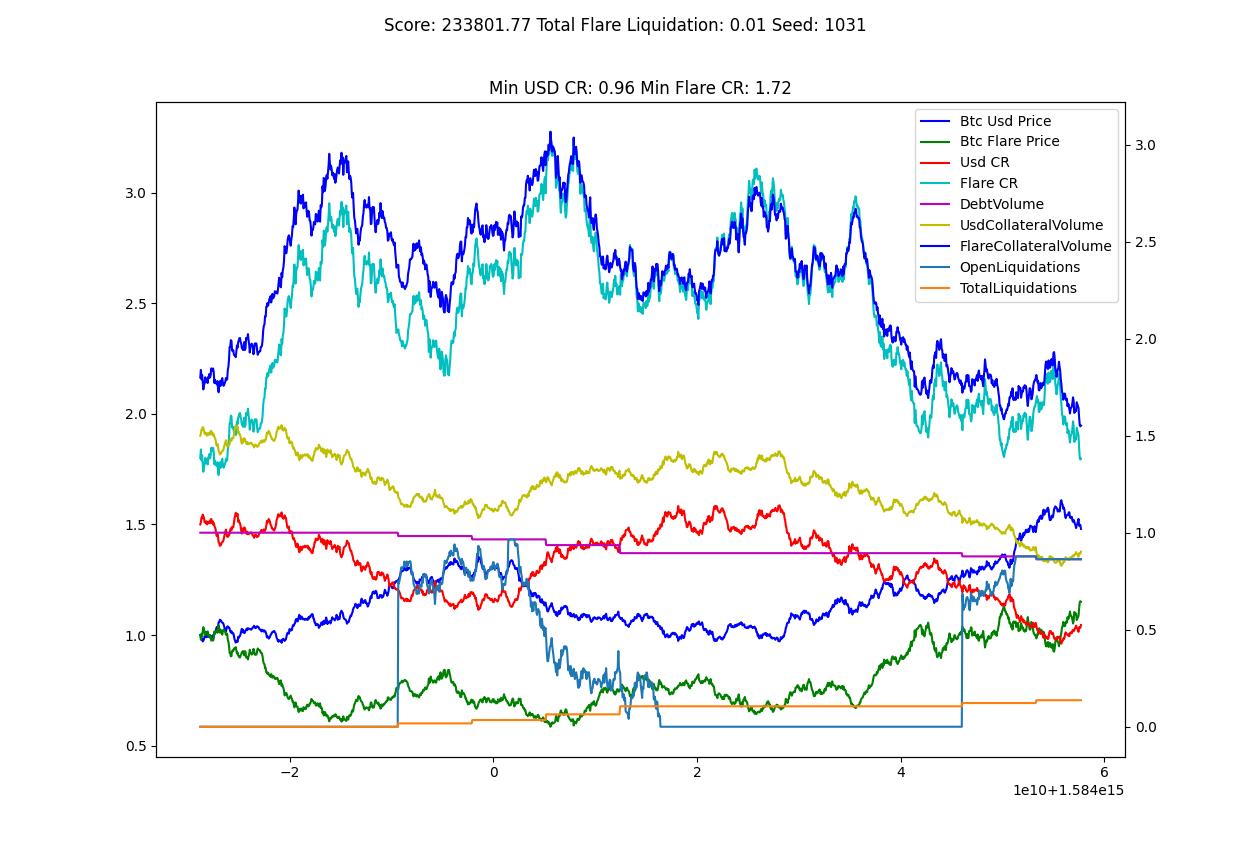 Score: 233801.77 Total Flare Liquidation: 0.01 Seed: 1031
Min USD CR: 0.96 Min Flare CR: 1.72
Btc Usd Price
Btc Flare Price
Usd CR
Flare CR
DebtVolume
UsdCollateralVolume
FlareCollateralVolume
OpenLiquidations
TotalLiquidations
3.0
2.5
2.0
1.5
1.0
0.5
3.0
2.5
2.0
1.5
1.0
0.5
0.0
−2 0 2 4 6
1e10+1.584e15